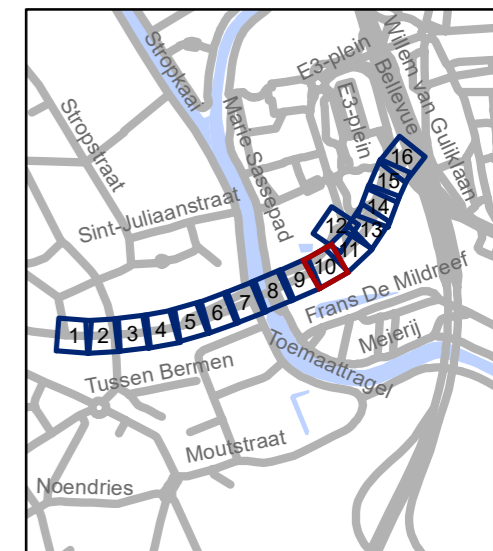 Stropkaai
E3-plein
Willem van Guliklaan
Bellevue
Stropstraat
Marie Sassepad
E3-plein
Sint-Juliaanstraat
16
15
14
13
12
11
10
9
8
7
6
5
4
3
2
1
Frans De Mildreef
Meierij
Toemaattragel
Tussen Bermen
Moutstraat
Noendries